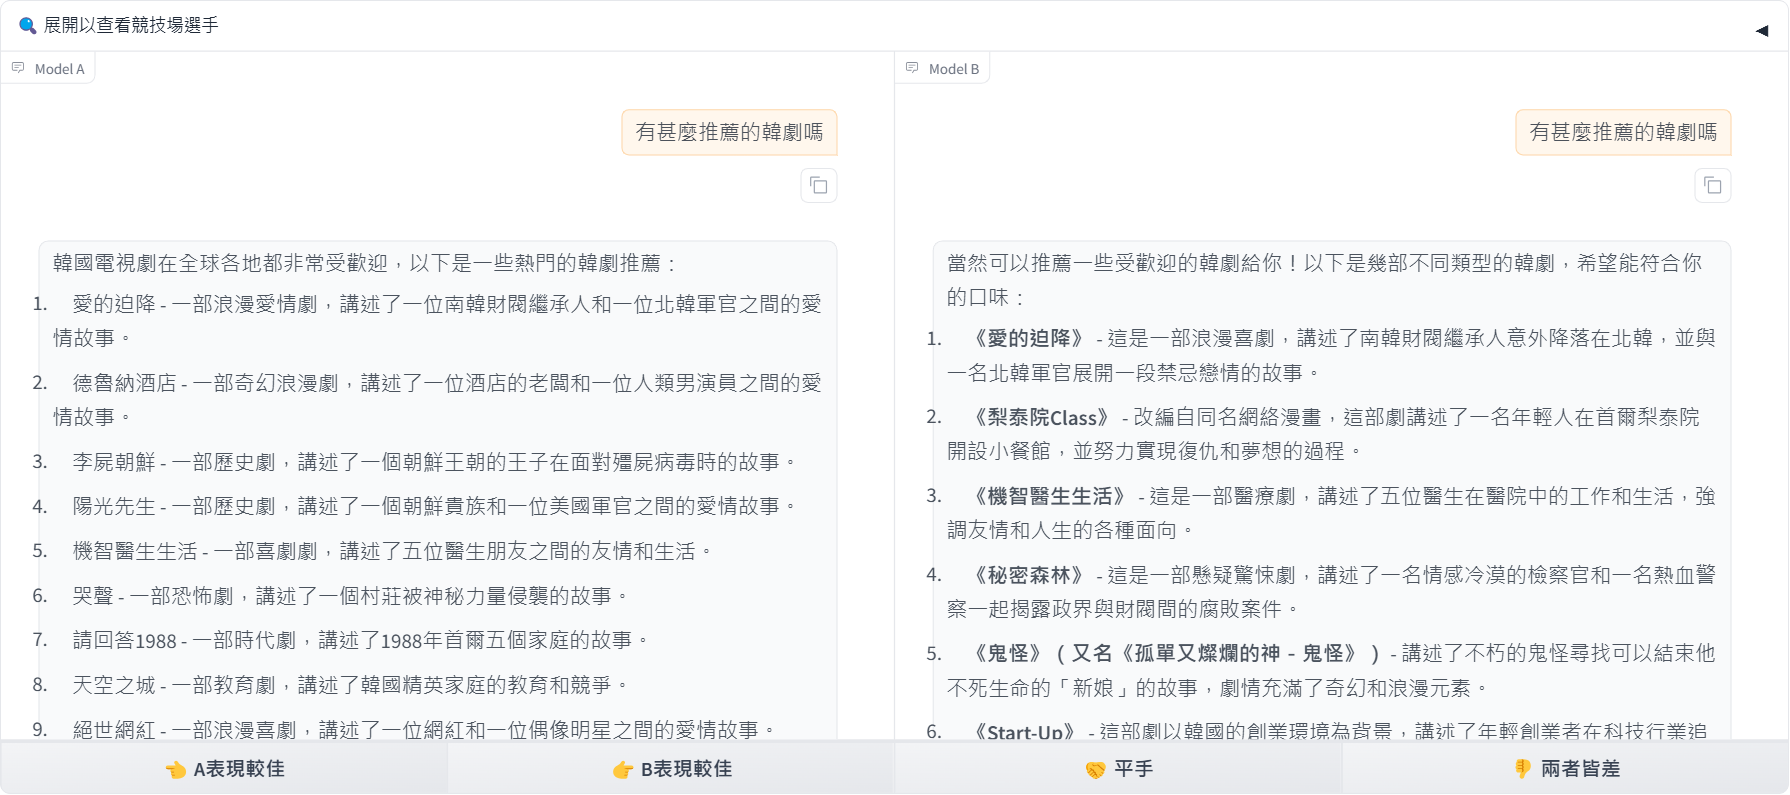 展開以查看競技場選手
Model A
有甚麼推薦的韓劇嗎
韓國電視劇在全球各地都非常受歡迎，以下是一些熱門的韓劇推薦：
1. 愛的迫降 - 一部浪漫愛情劇，講述了一位南韓財閥繼承人和一位北韓軍官之間的愛
情故事。
2. 德魯納酒店 - 一部奇幻浪漫劇，講述了一位酒店的老闆和一位人類男演員之間的愛
情故事。
3. 李屍朝鮮 - 一部歷史劇，講述了一個朝鮮王朝的王子在面對殭屍病毒時的故事。
4. 陽光先生 - 一部歷史劇，講述了一個朝鮮貴族和一位美國軍官之間的愛情故事。
5. 機智醫生生活 - 一部喜劇劇，講述了五位醫生朋友之間的友情和生活。
6. 哭聲 - 一部恐怖劇，講述了一個村莊被神秘力量侵襲的故事。
7. 請回答1988 - 一部時代劇，講述了1988年首爾五個家庭的故事。
8. 天空之城 - 一部教育劇，講述了韓國精英家庭的教育和競爭。
9. 絕世網紅 - 一部浪漫喜劇，講述了一位網紅和一位偶像明星之間的愛情故事。
Model B
有甚麼推薦的韓劇嗎
當然可以推薦一些受歡迎的韓劇給你！以下是幾部不同類型的韓劇，希望能符合你
的口味：
1. 《愛的迫降》 - 這是一部浪漫喜劇，講述了南韓財閥繼承人意外降落在北韓，並與
一名北韓軍官展開一段禁忌戀情的故事。
2. 《梨泰院Class》 - 改編自同名網絡漫畫，這部劇講述了一名年輕人在首爾梨泰院
開設小餐館，並努力實現復仇和夢想的過程。
3. 《機智醫生生活》 - 這是一部醫療劇，講述了五位醫生在醫院中的工作和生活，強
調友情和人生的各種面向。
4. 《秘密森林》 - 這是一部懸疑驚悚劇，講述了一名情感冷漠的檢察官和一名熱血警
察一起揭露政界與財閥間的腐敗案件。
5. 《鬼怪》（又名《孤單又燦爛的神 - 鬼怪》） - 講述了不朽的鬼怪尋找可以結束他
不死生命的「新娘」的故事，劇情充滿了奇幻和浪漫元素。
6. 《Start-Up》 - 這部劇以韓國的創業環境為背景，講述了年輕創業者在科技行業追
A表現較佳
B表現較佳
平手
兩者皆差